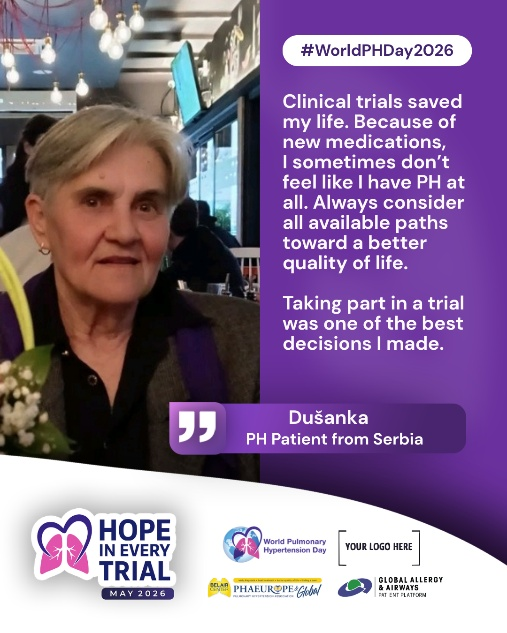 #WorldPHDay2026
Clinical trials saved
my life. Because of
new medications,
I sometimes don't
feel like I have PH at
all. Always consider
all available paths
toward a better
quality of life.
Taking part in a trial
was one of the best
decisions I made.
Dušanka
PH Patient from Serbia
HOPE
IN EVERY
TRIAL
MAY 2026
World Pulmonary
Hypertension Day
YOUR LOGO HERE
BELAIR
CENTER
PHAEUROPE
& Global
GLOBAL ALLERGY
& AIRWAYS
PATIENT PLATFORM